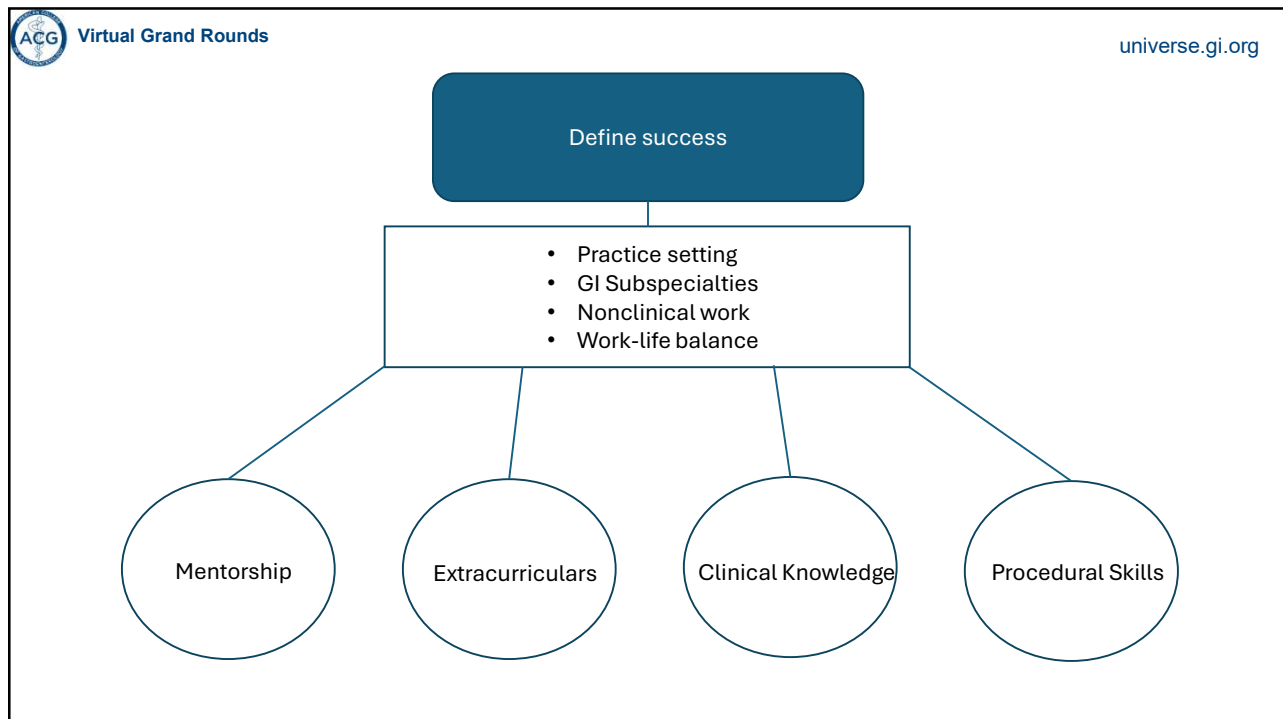 ACG
Virtual Grand Rounds
universe.gi.org
Define success
• Practice setting
• GI Subspecialties
• Nonclinical work
• Work-life balance
Mentorship
Extracurriculars
Clinical Knowledge
Procedural Skills